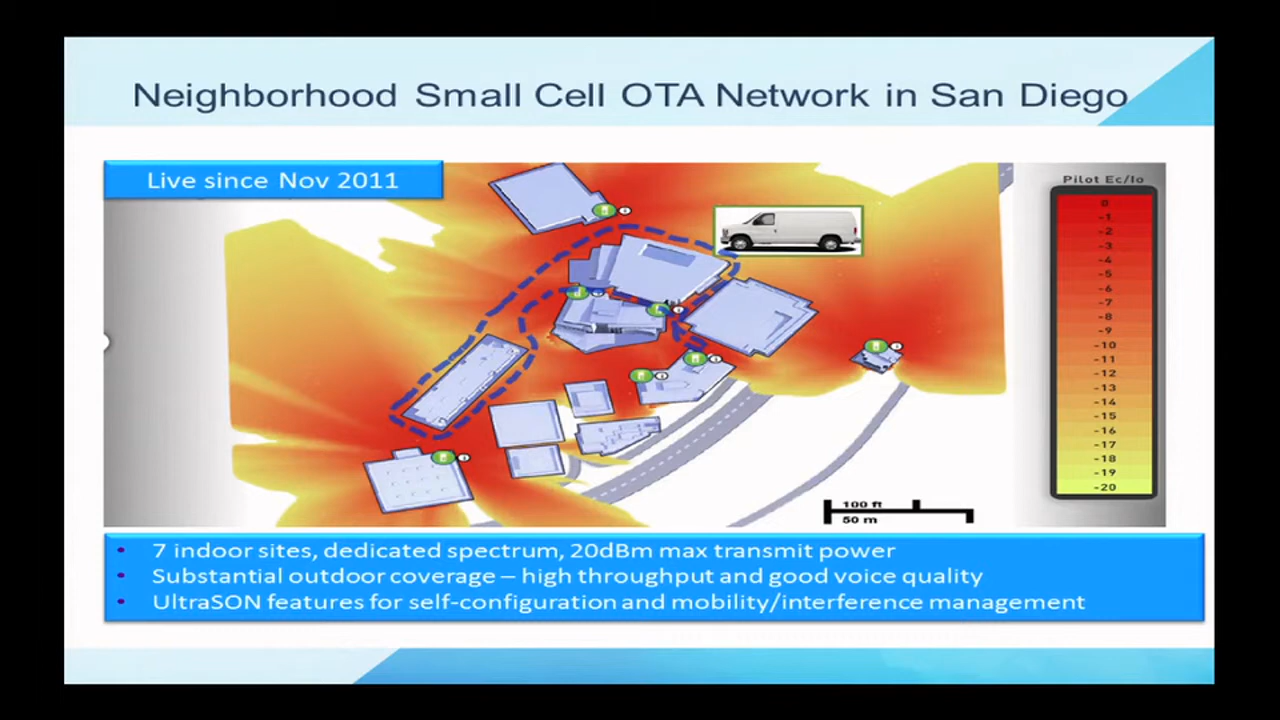 Neighborhood Small Cell OTA Network in San Diego
Live since Nov 2011
Pilot Ec/Io
0
-1
-2
-3
-4
-5
-6
-7
-8
-9
-10
-11
-12
-13
-14
-15
-16
-17
-18
-19
-20
100 ft
50 m
• 7 indoor sites, dedicated spectrum, 20dBm max transmit power
• Substantial outdoor coverage – high throughput and good voice quality
• UltraSON features for self-configuration and mobility/interference management